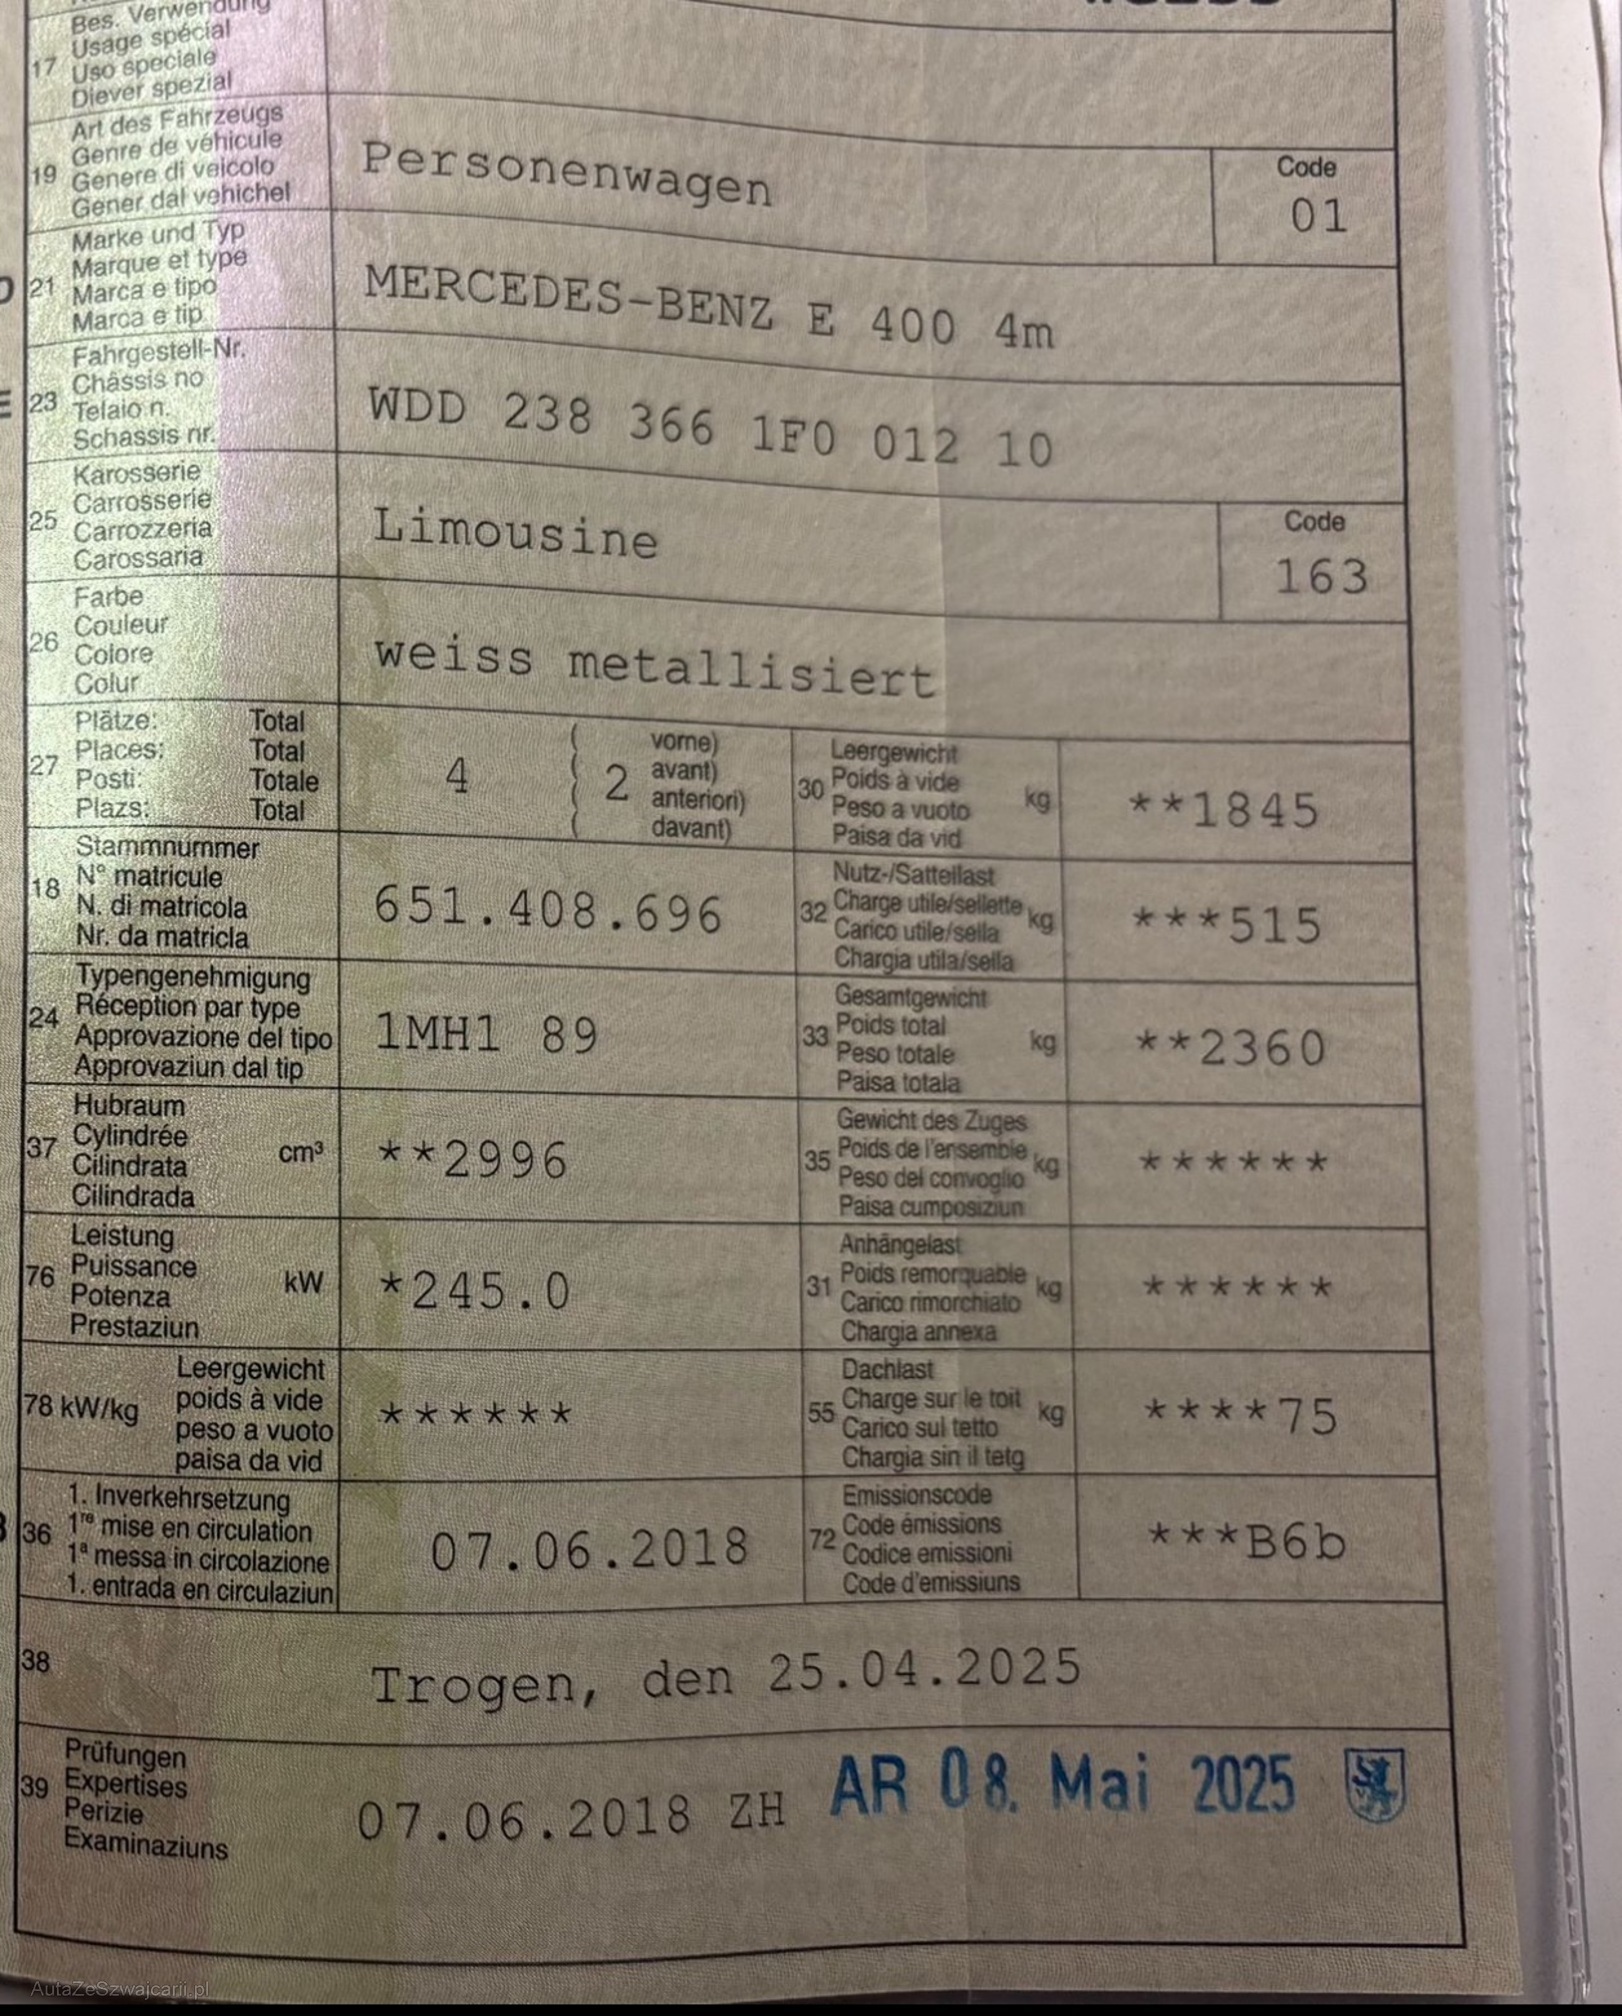 Bes. Verwendung
17 Usage spécial
Uso speciale
Diever spezial
Art des Fahrzeugs
19 Genre de véhicule
Genere di veicolo
Gener dal vehichel
Personenwagen
Code
01
Marke und Typ
21 Marque et type
Marca e tipo
Marca e tip
MERCEDES-BENZ E 400 4m
Fahrgestell-Nr.
23 Châssis no
Telaio n.
Schassis nr.
WDD 238 366 1F0 012 10
Karosserie
25 Carrosserie
Carrozzeria
Carossaria
Limousine
Code
163
Farbe
26 Couleur
Colore
Colur
weiss metallisiert
Plätze: Total
27 Places: Total
Posti: Totale
Plazs: Total
4 ( 2 vorne)
( avant)
( anteriori)
( davant)
Leergewicht
30 Poids à vide kg
Peso a vuoto
Paisa da vid
**1845
Stammnummer
18 N° matricule
N. di matricola
Nr. da matricla
651.408.696
Nutz-/Sattellast
32 Charge utile/sellette kg
Carico utile/sella
Chargia utila/sella
***515
Typengenehmigung
24 Réception par type
Approvazione del tipo
Approvaziun dal tip
1MH1 89
Gesamtgewicht
33 Poids total kg
Peso totale
Paisa totala
**2360
Hubraum
37 Cylindrée cm³
Cilindrata
Cilindrada
**2996
Gewicht des Zuges
35 Poids de l'ensemble kg
Peso del convoglio
Paisa cumposiziun
******
Leistung
76 Puissance kW
Potenza
Prestaziun
*245.0
Anhängelast
31 Poids remorquable kg
Carico rimorchiato
Chargia annexa
******
Leergewicht
78 kW/kg poids à vide
peso a vuoto
paisa da vid
******
Dachlast
55 Charge sur le toit kg
Carico sul tetto
Chargia sin il tetg
****75
1. Inverkehrsetzung
36 1re mise en circulation
1a messa in circolazione
1. entrada en circulaziun
07.06.2018
Emissionscode
72 Code émissions
Codice emissioni
Code d'emissiuns
***B6b
38
Trogen, den 25.04.2025
Prüfungen
39 Expertises
Perizie
Examinaziuns
07.06.2018 ZH
AR 08. Mai 2025
AutaZeSzwajcarii.pl